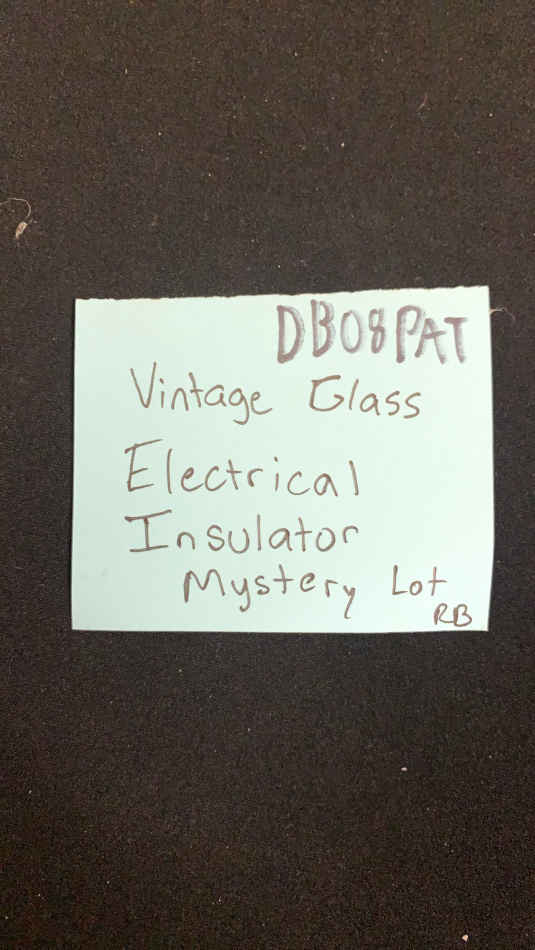 DB08PAT
Vintage Glass
Electrical
Insulator
Mystery Lot
RB